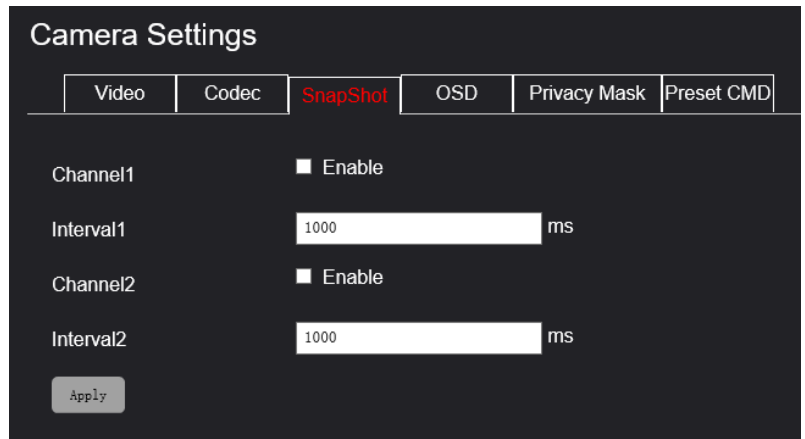 Camera Settings
Video Codec SnapShot OSD Privacy Mask Preset CMD
Channel1 Enable
Interval1 1000 ms
Channel2 Enable
Interval2 1000 ms
Apply